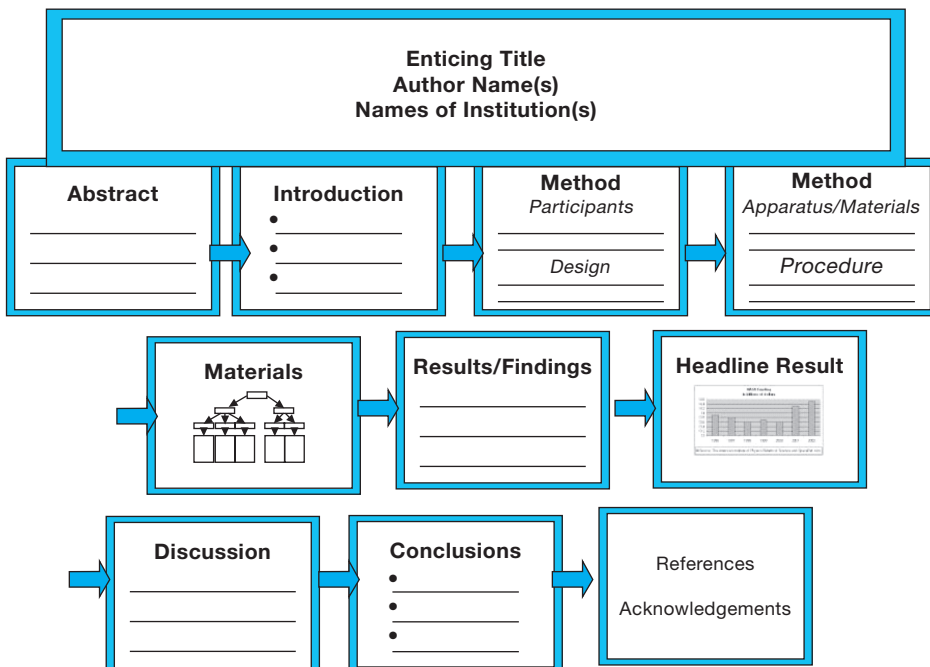 Enticing Title
Author Name(s)
Names of Institution(s)
Abstract
Introduction
Method
Participants
Design
Method
Apparatus/Materials
Procedure
Materials
Results/Findings
Headline Result
Discussion
Conclusions
References
Acknowledgements